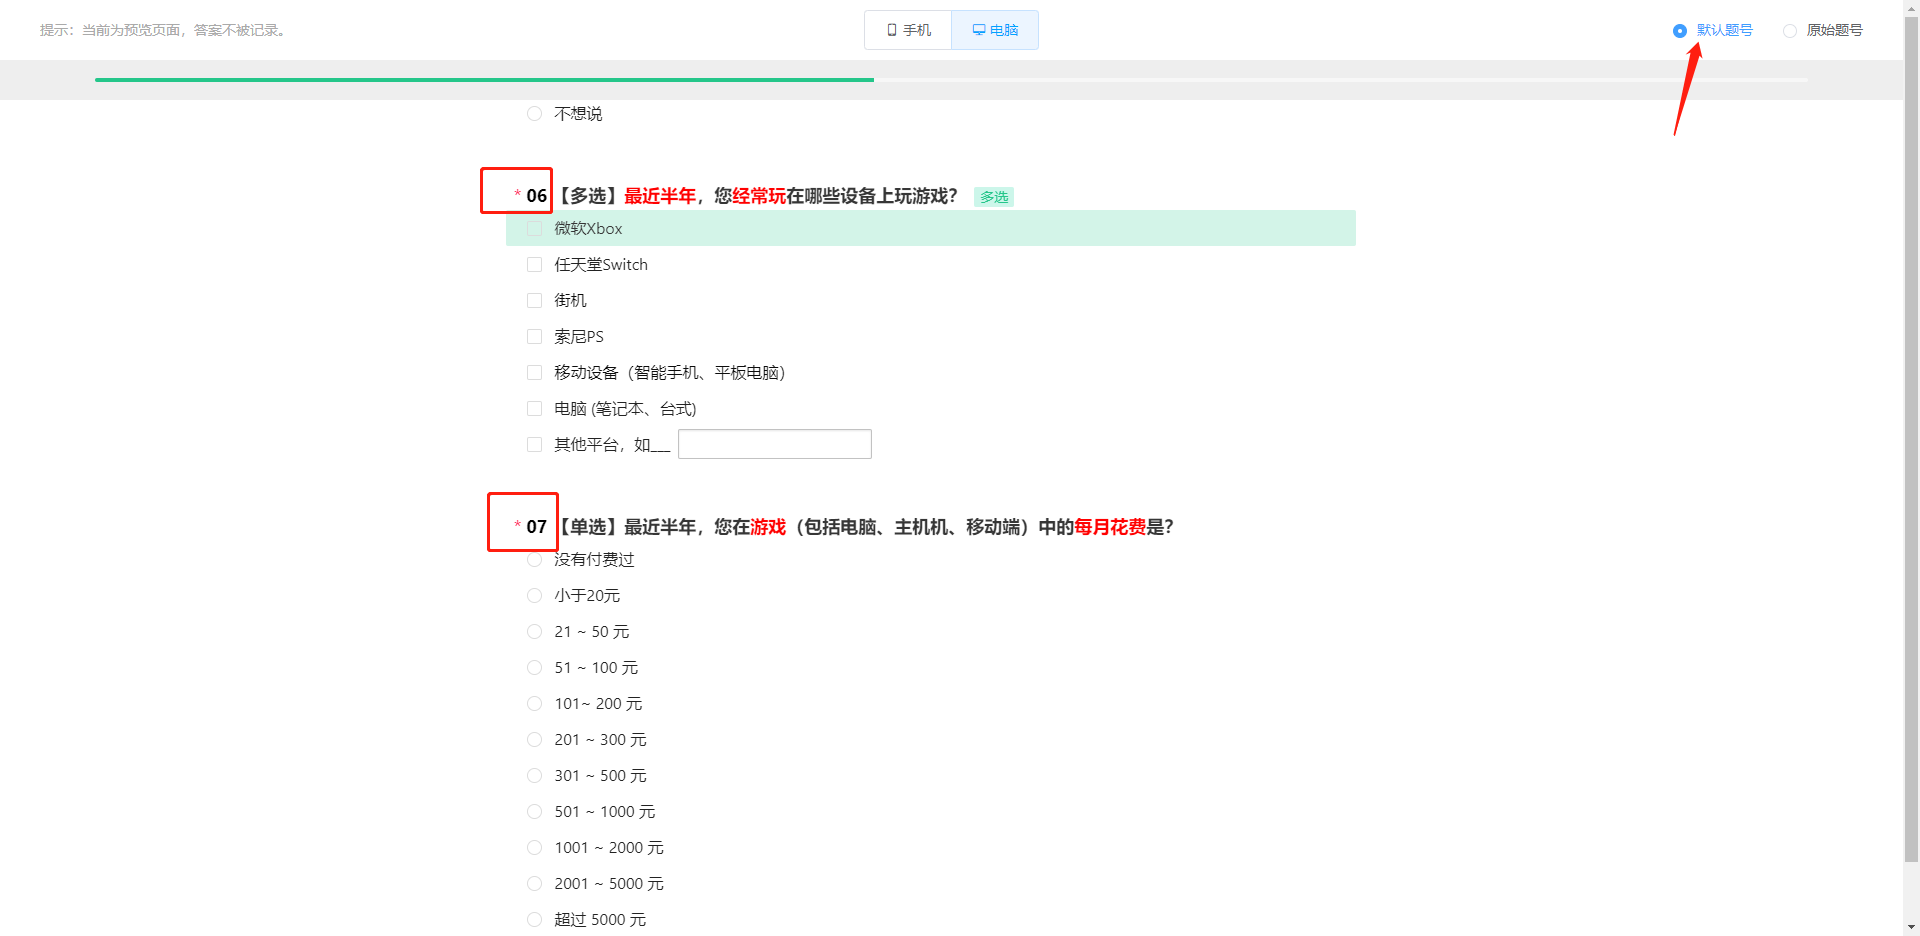 提示：当前为预览页面，答案不被记录。
手机
电脑
默认题号
原始题号
不想说
* 06 【多选】最近半年，您经常玩在哪些设备上玩游戏？ 多选
微软Xbox
任天堂Switch
街机
索尼PS
移动设备（智能手机、平板电脑）
电脑 (笔记本、台式)
其他平台，如___
* 07 【单选】最近半年，您在游戏（包括电脑、主机机、移动端）中的每月花费是？
没有付费过
小于20元
21 ~ 50 元
51 ~ 100 元
101~ 200 元
201 ~ 300 元
301 ~ 500 元
501 ~ 1000 元
1001 ~ 2000 元
2001 ~ 5000 元
超过 5000 元